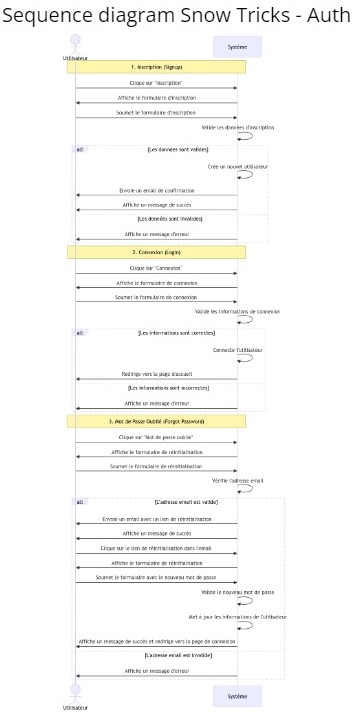 Sequence diagram Snow Tricks - Auth
Utilisateur
Système
1. Inscription (Signup)
Clique sur "Inscription"
Affiche le formulaire d'inscription
Soumet le formulaire d'inscription
Valide les données d'inscription
alt
[Les données sont valides]
Crée un nouvel utilisateur
Envoie un email de confirmation
Affiche un message de succès
[Les données sont invalides]
Affiche un message d'erreur
2. Connexion (Login)
Clique sur "Connexion"
Affiche le formulaire de connexion
Soumet le formulaire de connexion
Valide les informations de connexion
alt
[Les informations sont correctes]
Connecte l'utilisateur
Redirige vers la page d'accueil
[Les informations sont incorrectes]
Affiche un message d'erreur
3. Mot de Passe Oublié (Forgot Password)
Clique sur "Mot de passe oublié"
Affiche le formulaire de réinitialisation
Soumet le formulaire de réinitialisation
Vérifie l'adresse email
alt
[L'adresse email est valide]
Envoie un email avec un lien de réinitialisation
Affiche un message de succès
Clique sur le lien de réinitialisation dans l'email
Affiche le formulaire de réinitialisation
Soumet le formulaire avec le nouveau mot de passe
Valide le nouveau mot de passe
Met à jour les informations de l'utilisateur
Affiche un message de succès et redirige vers la page de connexion
[L'adresse email est invalide]
Affiche un message d'erreur
Utilisateur
Système